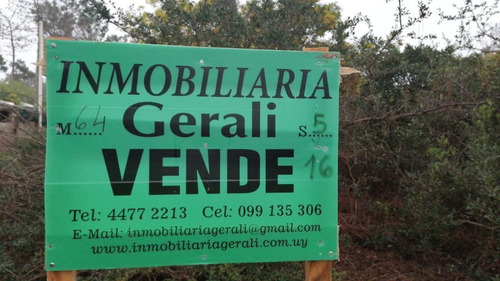 INMOBILIARIA
M 64...... Gerali S. 5......
y
VENDE 16
Tel: 4477 2213 Cel: 099 135 306
E-Mail: inmobiliariagerali@gmail.com
www.inmobiliariagerali.com.uy